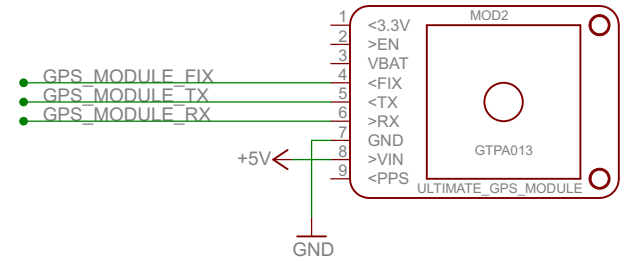 MOD2
1 <3.3V
2 >EN
3 VBAT
GPS_MODULE_FIX 4 <FIX
GPS_MODULE_TX 5 <TX
GPS_MODULE_RX 6 >RX
7 GND
GTPA013
+5V 8 >VIN
9 <PPS
ULTIMATE_GPS_MODULE
GND